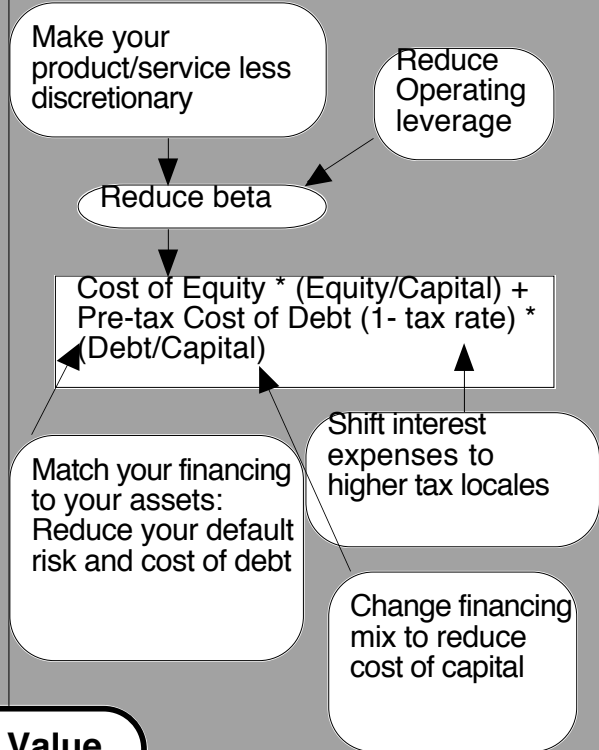 Make your
product/service less
discretionary
Reduce
Operating
leverage
Reduce beta
Cost of Equity * (Equity/Capital) +
Pre-tax Cost of Debt (1- tax rate) *
(Debt/Capital)
Match your financing
to your assets:
Reduce your default
risk and cost of debt
Shift interest
expenses to
higher tax locales
Change financing
mix to reduce
cost of capital
Value